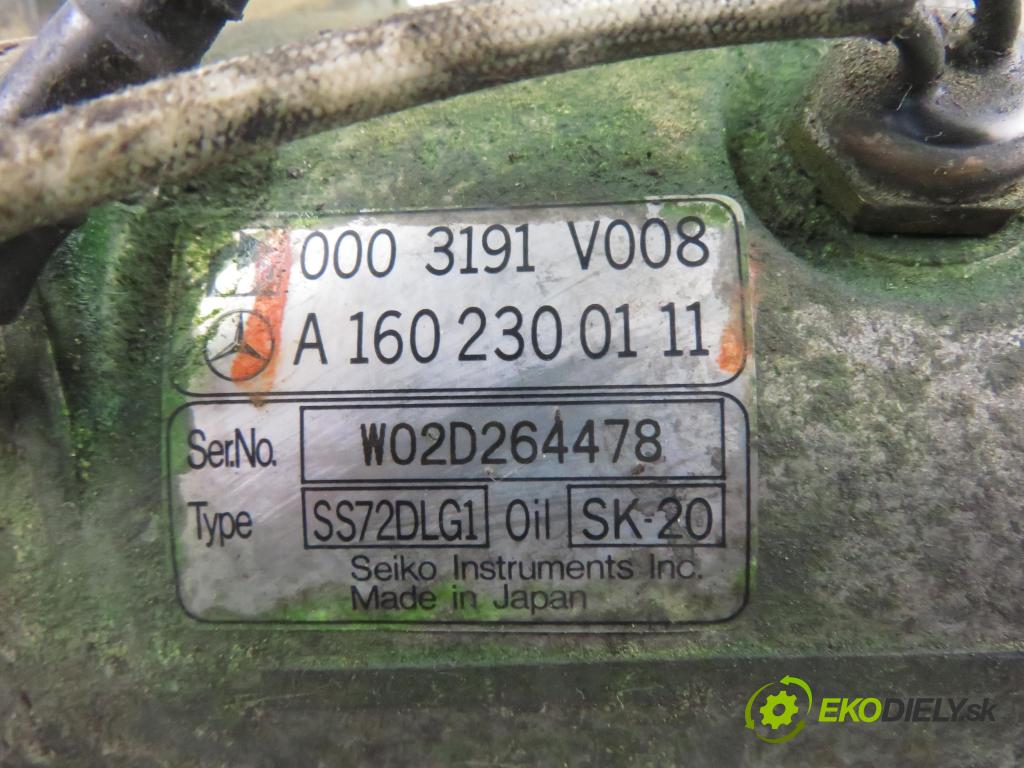 000 3191 V008
A 160 230 01 11
Ser.No. W02D264478
Type SS72DLG1 Oil SK-20
Seiko Instruments Inc.
Made in Japan
EKODIELY.sk